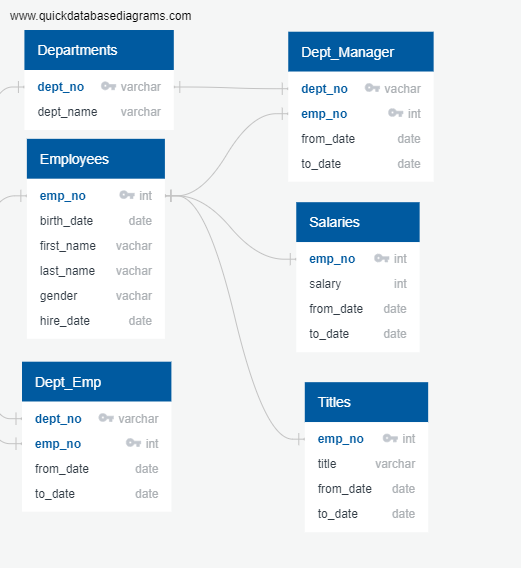 www.quickdatabasediagrams.com
Departments
dept_no varchar
dept_name varchar
Employees
emp_no int
birth_date date
first_name vachar
last_name vachar
gender vachar
hire_date date
Dept_Emp
dept_no varchar
emp_no int
from_date date
to_date date
Dept_Manager
dept_no vachar
emp_no int
from_date date
to_date date
Salaries
emp_no int
salary int
from_date date
to_date date
Titles
emp_no int
title varchar
from_date date
to_date date